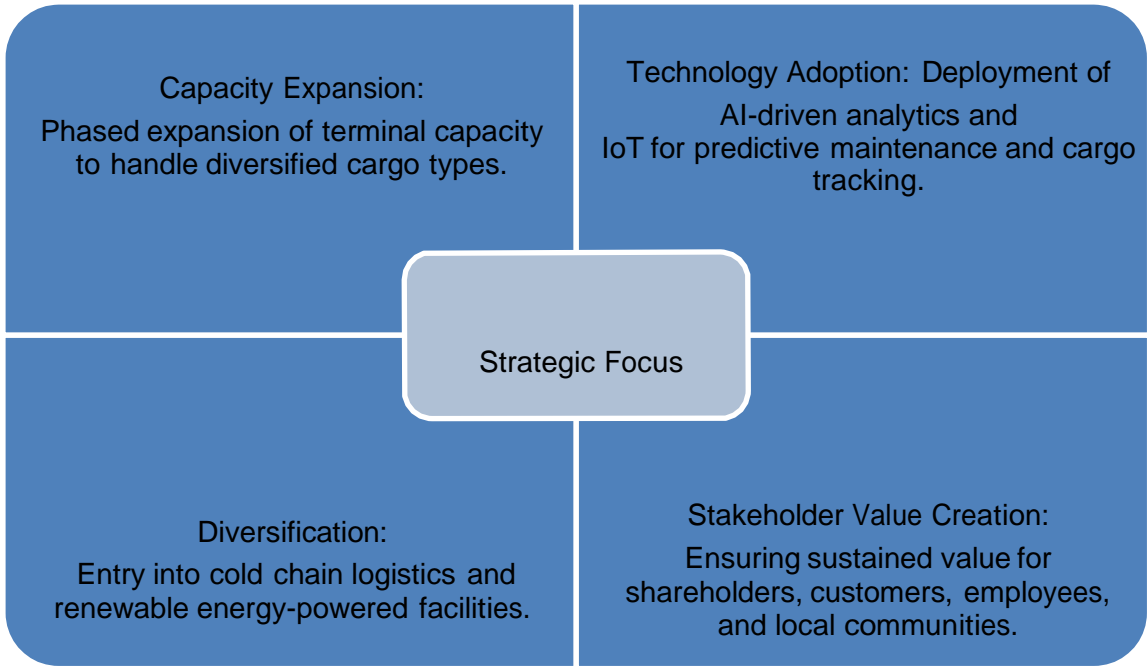 Capacity Expansion:
Phased expansion of terminal capacity
to handle diversified cargo types.
Technology Adoption: Deployment of
AI-driven analytics and
IoT for predictive maintenance and cargo
tracking.
Strategic Focus
Diversification:
Entry into cold chain logistics and
renewable energy-powered facilities.
Stakeholder Value Creation:
Ensuring sustained value for
shareholders, customers, employees,
and local communities.